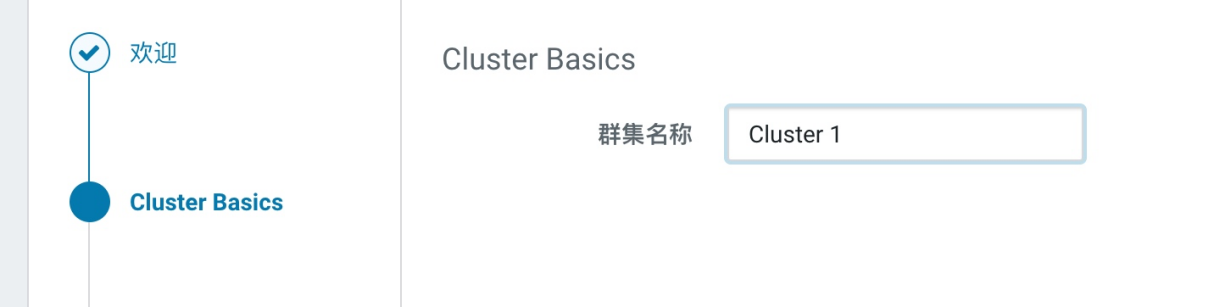 欢迎
Cluster Basics
Cluster Basics
群集名称
Cluster 1